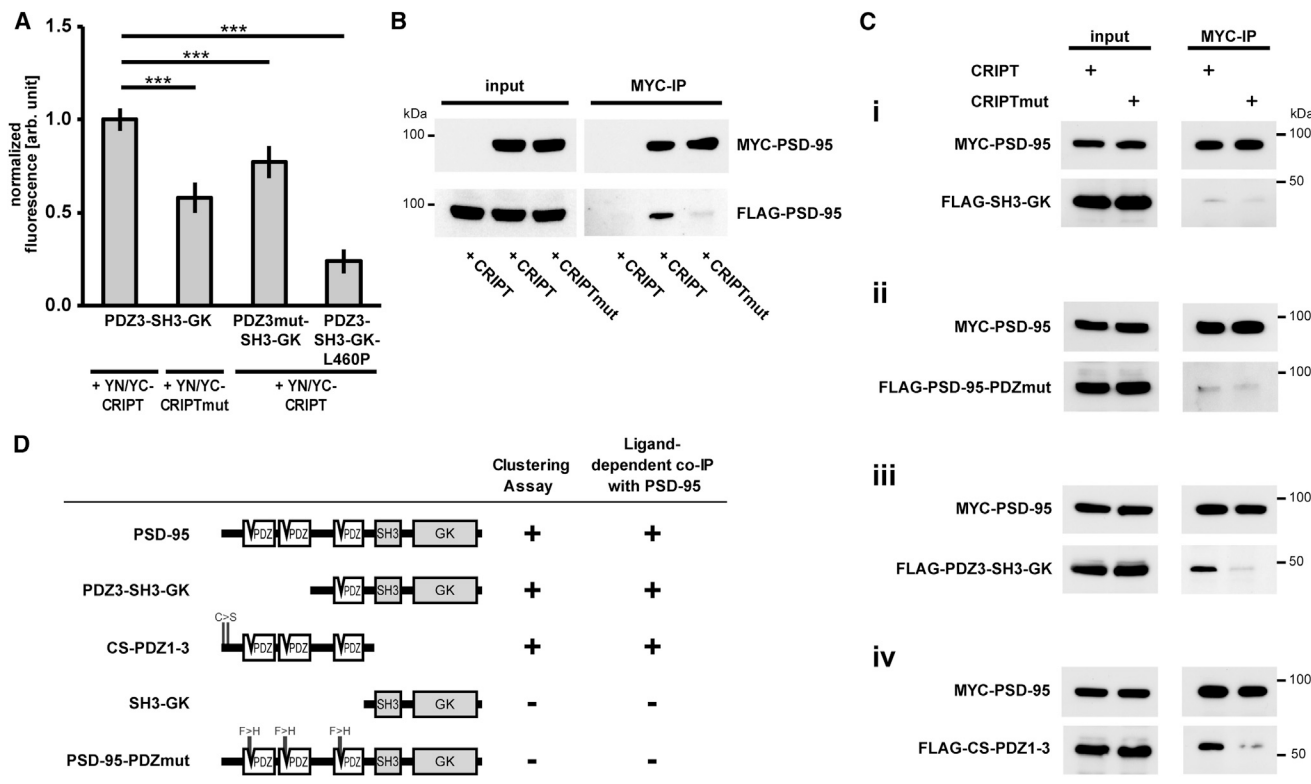 A
1.5
1.0
0.5
0.0
normalized
fluorescence [arb. unit]
***
***
***
PDZ3-SH3-GK
PDZ3mut-
SH3-GK
PDZ3-
SH3-GK-
L460P
+ YN/YC-
CRIPT
+ YN/YC-
CRIPTmut
+ YN/YC-
CRIPT
B
input
MYC-IP
kDa
100
MYC-PSD-95
100
FLAG-PSD-95
+ CRIPT
+ CRIPT
+ CRIPTmut
+ CRIPT
+ CRIPT
+ CRIPTmut
C
input
MYC-IP
CRIPT + +
CRIPTmut + +
i
kDa
MYC-PSD-95
100
50
FLAG-SH3-GK
ii
MYC-PSD-95
100
FLAG-PSD-95-PDZmut
100
iii
MYC-PSD-95
100
FLAG-PDZ3-SH3-GK
50
iv
MYC-PSD-95
100
FLAG-CS-PDZ1-3
50
D
Clustering
Assay
Ligand-
dependent co-IP
with PSD-95
PSD-95 PDZ PDZ PDZ SH3 GK + +
PDZ3-SH3-GK PDZ SH3 GK + +
C>S
CS-PDZ1-3 PDZ PDZ PDZ + +
SH3-GK SH3 GK - -
F>H F>H F>H
PSD-95-PDZmut PDZ PDZ PDZ SH3 GK - -